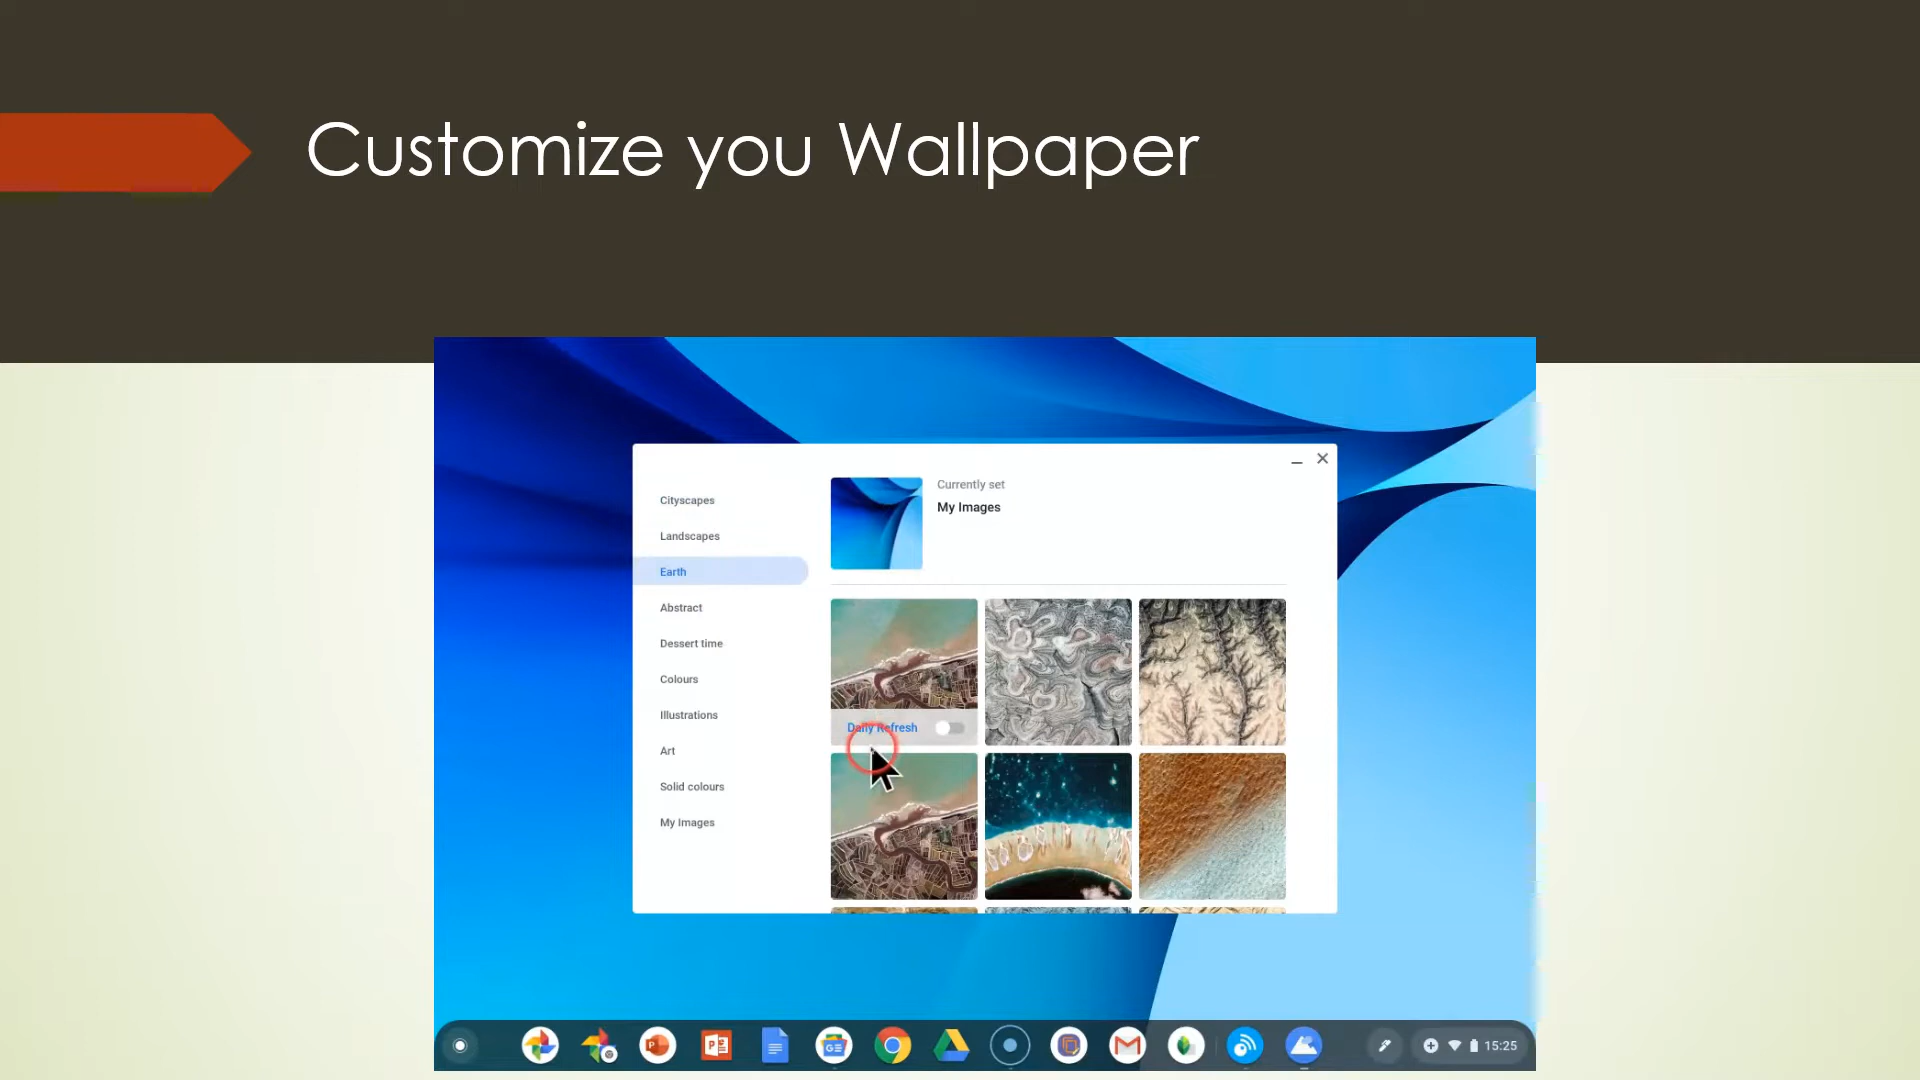 Customize you Wallpaper
Currently set
My Images
Cityscapes
Landscapes
Earth
Abstract
Dessert time
Colours
Illustrations
Art
Solid colours
My Images
Daily Refresh
15:25